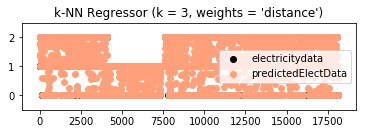 k-NN Regressor (k = 3, weights = 'distance')
2
1
0
electricitydata
predictedElectData
0 2500 5000 7500 10000 12500 15000 17500